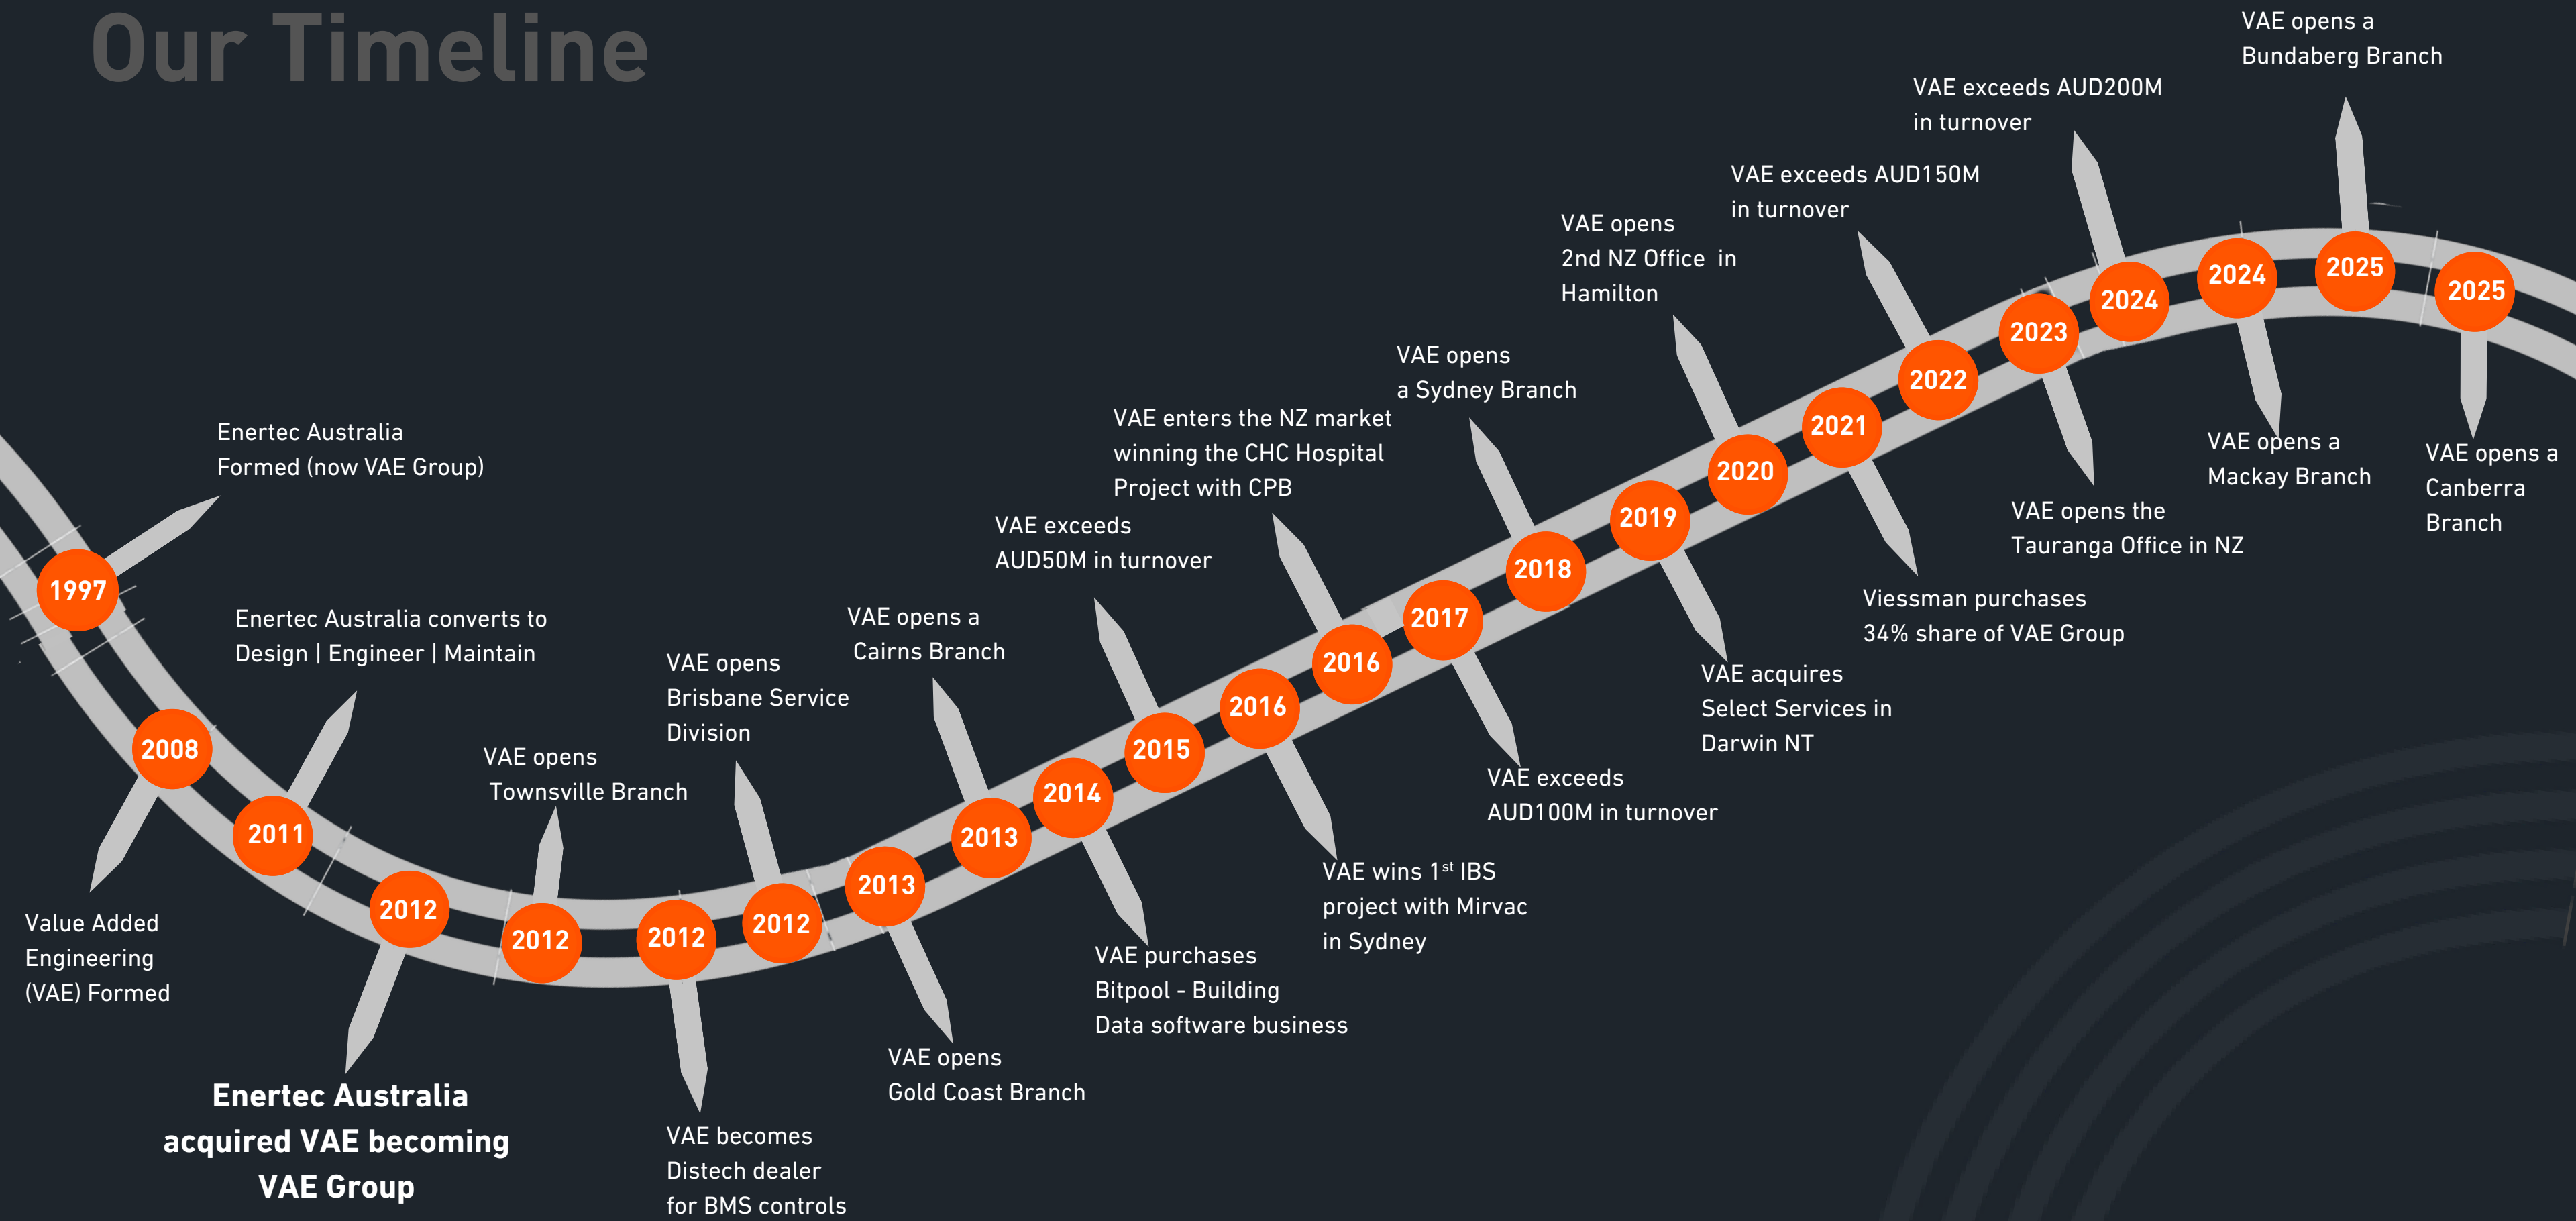 Our Timeline
1997
Enertec Australia
Formed (now VAE Group)
2008
Value Added
Engineering
(VAE) Formed
2011
Enertec Australia converts to
Design | Engineer | Maintain
2012
Enertec Australia
acquired VAE becoming
VAE Group
2012
VAE opens
Townsville Branch
2012
VAE becomes
Distech dealer
for BMS controls
2012
VAE opens
Brisbane Service
Division
2013
VAE opens
Gold Coast Branch
2013
VAE opens a
Cairns Branch
2014
VAE purchases
Bitpool - Building
Data software business
2015
VAE exceeds
AUD50M in turnover
2016
VAE wins 1st IBS
project with Mirvac
in Sydney
2016
VAE enters the NZ market
winning the CHC Hospital
Project with CPB
2017
VAE exceeds
AUD100M in turnover
2018
VAE opens
a Sydney Branch
2019
VAE acquires
Select Services in
Darwin NT
2020
VAE opens
2nd NZ Office in
Hamilton
2021
Viessman purchases
34% share of VAE Group
2022
VAE exceeds AUD150M
in turnover
2023
VAE opens the
Tauranga Office in NZ
2024
VAE exceeds AUD200M
in turnover
2024
VAE opens a
Mackay Branch
2025
VAE opens a
Bundaberg Branch
2025
VAE opens a
Canberra
Branch